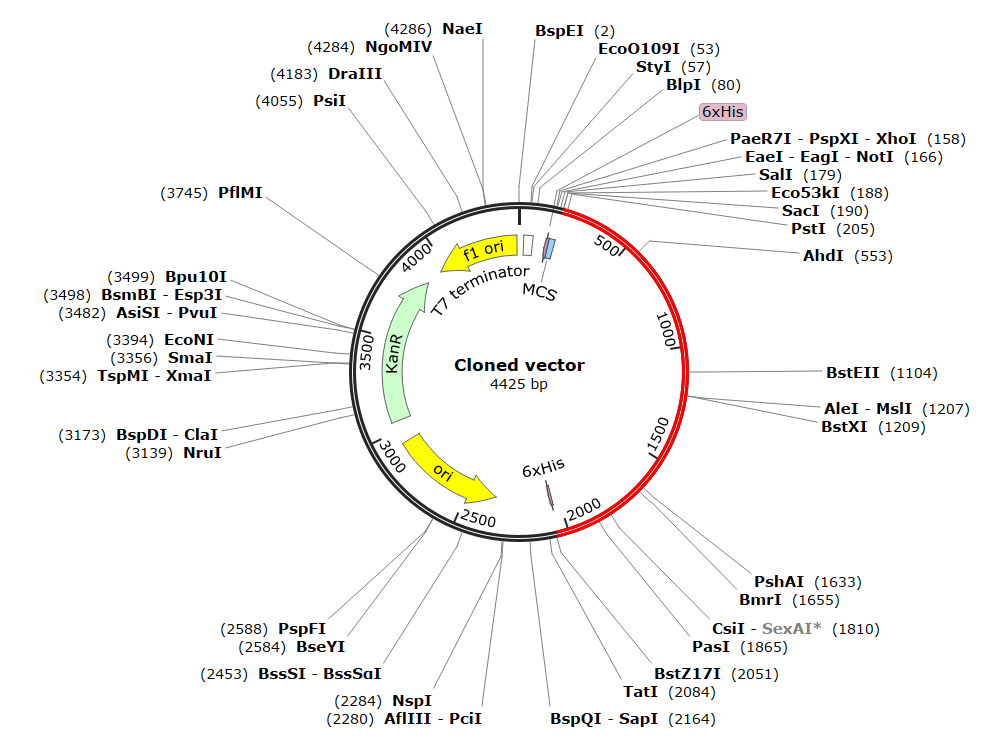 (4286) NaeI
(4284) NgoMIV
(4183) DraIII
(4055) PsiI
(3745) PflMI
(3499) Bpu10I
(3498) BsmBI - Esp3I
(3482) AsiSI - PvuI
(3394) EcoNI
(3356) SmaI
(3354) TspMI - XmaI
(3173) BspDI - ClaI
(3139) NruI
(2588) PspFI
(2584) BseYI
(2453) BssSI - BssSαI
(2284) NspI
(2280) AflIII - PciI
BspEI (2)
EcoO109I (53)
StyI (57)
BlpI (80)
6xHis
PaeR7I - PspXI - XhoI (158)
EaeI - EagI - NotI (166)
SalI (179)
Eco53kI (188)
SacI (190)
PstI (205)
AhdI (553)
BstEII (1104)
AleI - MslI (1207)
BstXI (1209)
PshAI (1633)
BmrI (1655)
CsiI - SexAI* (1810)
PasI (1865)
BstZ17I (2051)
TatI (2084)
BspQI - SapI (2164)
500
1000
1500
2000
2500
3000
3500
4000
f1 ori
T7 terminator
MCS
KanR
ori
6xHis
Cloned vector
4425 bp